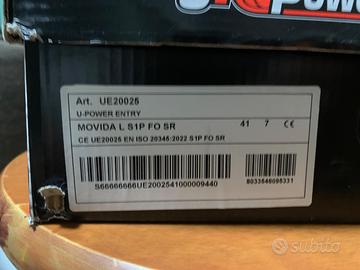 power
Art. UE20025
U-POWER ENTRY
MOVIDA L S1P FO SR 41 7 CE
CE UE20025 EN ISO 20345:2022 S1P FO SR
S66666666UE2002541000009440
8033546095331
subito